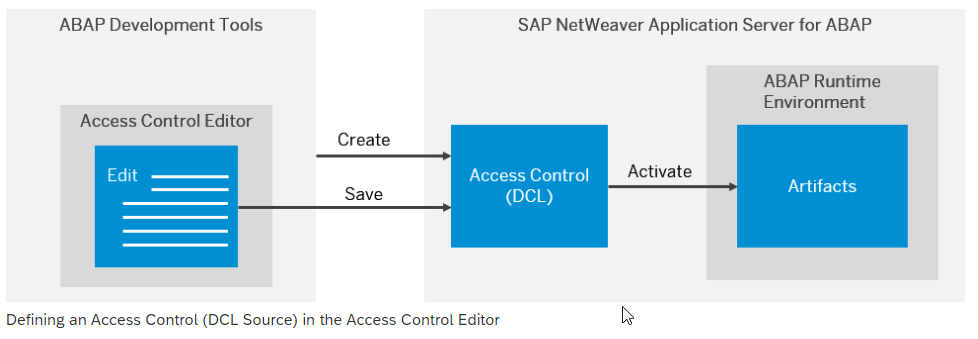 ABAP Development Tools
SAP NetWeaver Application Server for ABAP
ABAP Runtime
Environment
Access Control Editor
Create
Edit
Access Control
(DCL)
Activate
Artifacts
Save
Defining an Access Control (DCL Source) in the Access Control Editor